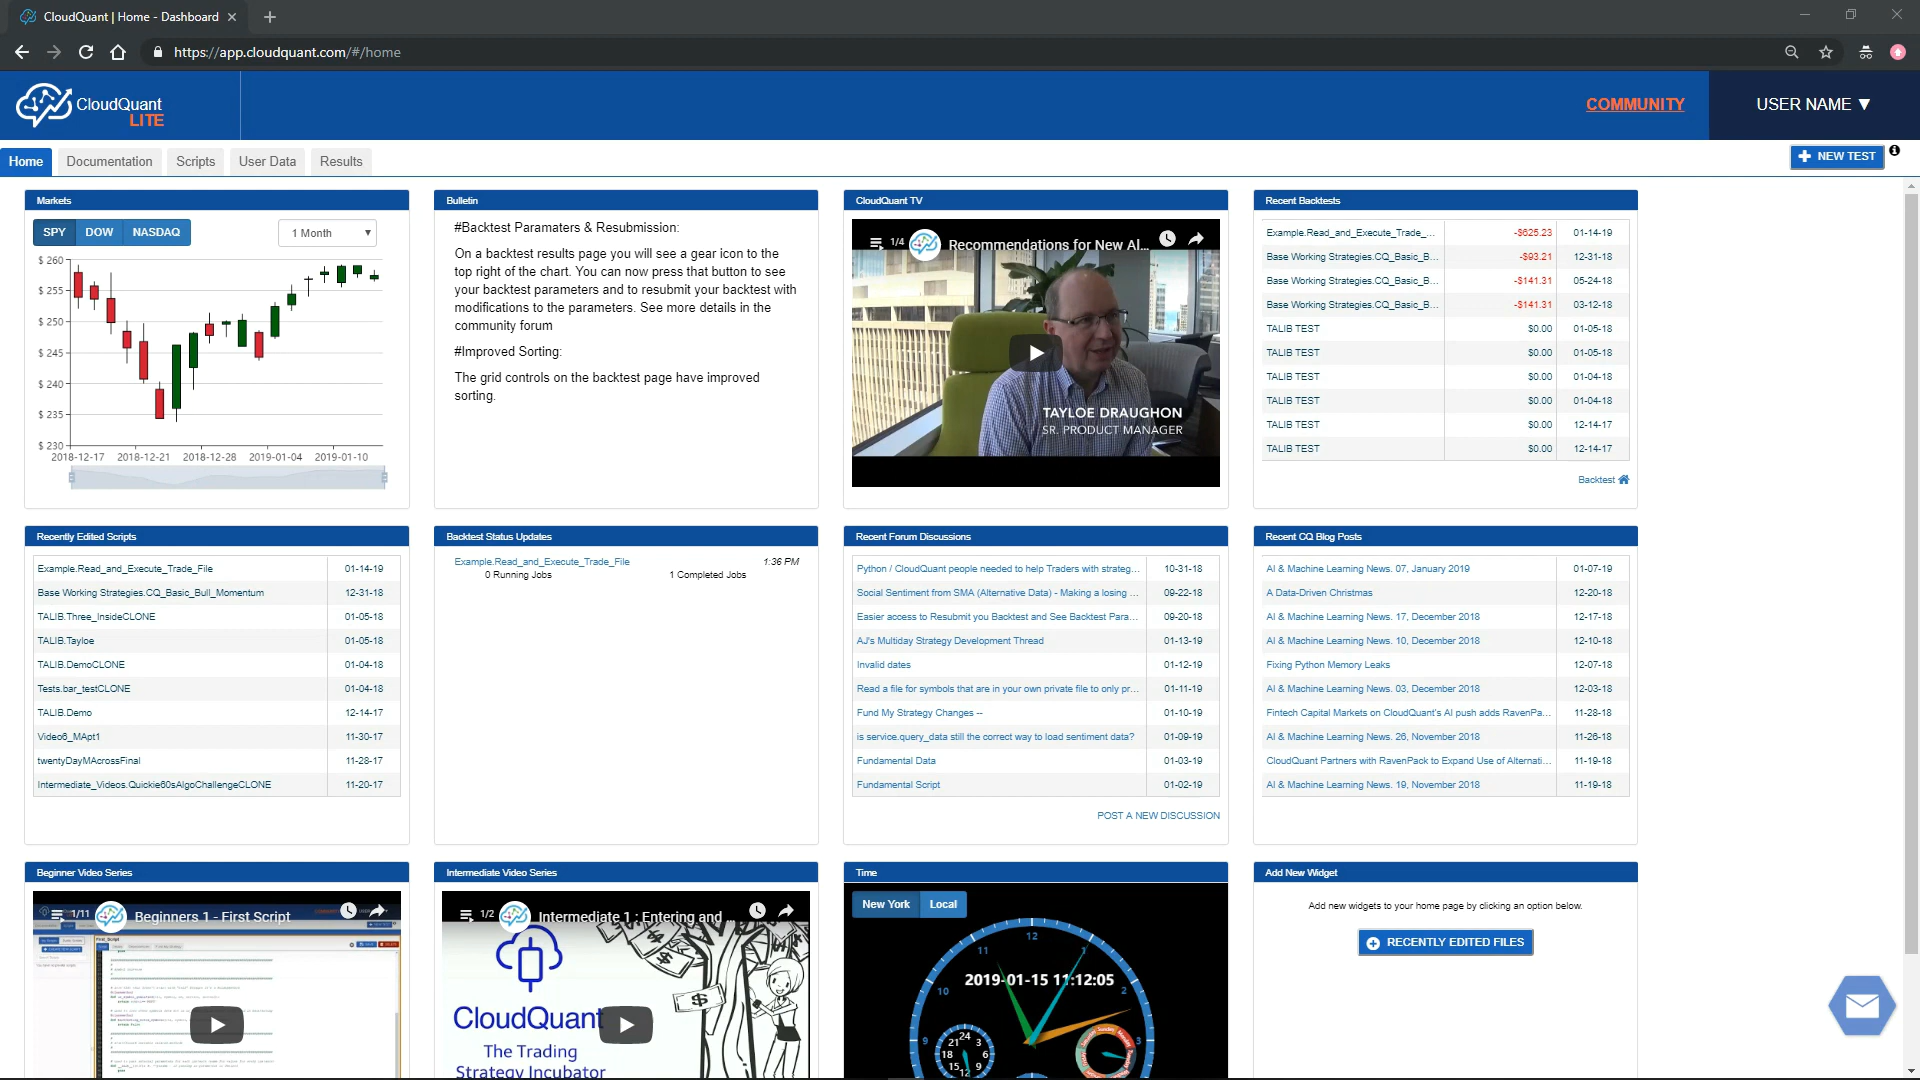 CloudQuant | Home - Dashboard
https://app.cloudquant.com/#/home
CloudQuant
LITE
COMMUNITY
USER NAME ▼
Home
Documentation
Scripts
User Data
Results
NEW TEST
Markets
SPY
DOW
NASDAQ
1 Month
$ 260
$ 255
$ 250
$ 245
$ 240
$ 235
$ 230
2018-12-17 2018-12-21 2018-12-28 2019-01-04 2019-01-10
Bulletin
#Backtest Paramaters & Resubmission:
On a backtest results page you will see a gear icon to the
top right of the chart. You can now press that button to see
your backtest parameters and to resubmit your backtest with
modifications to the parameters. See more details in the
community forum
#Improved Sorting:
The grid controls on the backtest page have improved
sorting.
CloudQuant TV
1/4 Recommendations for New Al...
TAYLOE DRAUGHON
SR. PRODUCT MANAGER
Recent Backtests
Example.Read_and_Execute_Trade_... -$625.23 01-14-19
Base Working Strategies.CQ_Basic_B... -$93.21 12-31-18
Base Working Strategies.CQ_Basic_B... -$141.31 05-24-18
Base Working Strategies.CQ_Basic_B... -$141.31 03-12-18
TALIB TEST $0.00 01-05-18
TALIB TEST $0.00 01-05-18
TALIB TEST $0.00 01-04-18
TALIB TEST $0.00 01-04-18
TALIB TEST $0.00 12-14-17
TALIB TEST $0.00 12-14-17
Backtest
Recently Edited Scripts
Example.Read_and_Execute_Trade_File 01-14-19
Base Working Strategies.CQ_Basic_Bull_Momentum 12-31-18
TALIB.Three_InsideCLONE 01-05-18
TALIB.Tayloe 01-05-18
TALIB.DemoCLONE 01-04-18
Tests.bar_testCLONE 01-04-18
TALIB.Demo 12-14-17
Video6_MApt1 11-30-17
twentyDayMAcrossFinal 11-28-17
Intermediate_Videos.Quickie60sAlgoChallengeCLONE 11-20-17
Backtest Status Updates
Example.Read_and_Execute_Trade_File 1:36 PM
0 Running Jobs 1 Completed Jobs
Recent Forum Discussions
Python / CloudQuant people needed to help Traders with strateg... 10-31-18
Social Sentiment from SMA (Alternative Data) - Making a losing ... 09-22-18
Easier access to Resubmit you Backtest and See Backtest Para... 09-20-18
AJ's Multiday Strategy Development Thread 01-13-19
Invalid dates 01-12-19
Read a file for symbols that are in your own private file to only pr... 01-11-19
Fund My Strategy Changes -- 01-10-19
is service.query_data still the correct way to load sentiment data? 01-09-19
Fundamental Data 01-03-19
Fundamental Script 01-02-19
POST A NEW DISCUSSION
Recent CQ Blog Posts
AI & Machine Learning News. 07, January 2019 01-07-19
A Data-Driven Christmas 12-20-18
AI & Machine Learning News. 17, December 2018 12-17-18
AI & Machine Learning News. 10, December 2018 12-10-18
Fixing Python Memory Leaks 12-07-18
AI & Machine Learning News. 03, December 2018 12-03-18
Fintech Capital Markets on CloudQuant's AI push adds RavenPa... 11-28-18
AI & Machine Learning News. 26, November 2018 11-26-18
CloudQuant Partners with RavenPack to Expand Use of Alternati... 11-19-18
AI & Machine Learning News. 19, November 2018 11-19-18
Beginner Video Series
1/11 Beginners 1 - First Script
Intermediate Video Series
1/2 Intermediate 1 : Entering and
CloudQuant
The Trading
Strategy Incubator
Time
New York
Local
11 12 1
10 2
9 3
2019-01-15 11:12:05
24
21 3
18 6
15 12 9
Add New Widget
Add new widgets to your home page by clicking an option below.
RECENTLY EDITED FILES